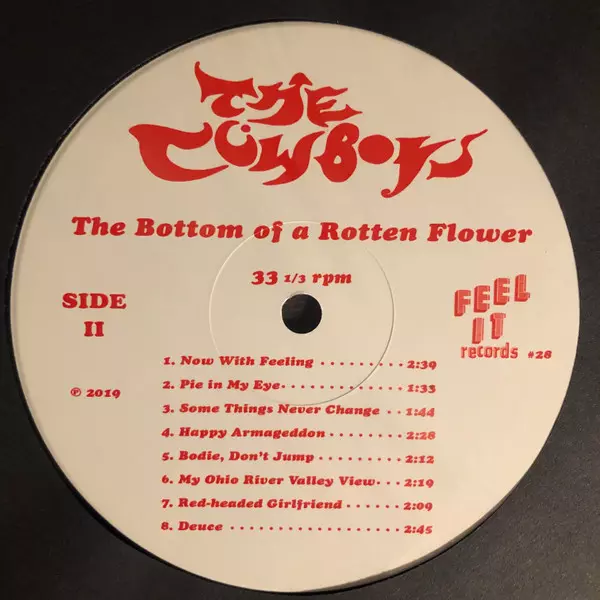 THE
COWBOYS
The Bottom of a Rotten Flower
33 1/3 rpm
SIDE
II
FEEL
IT
records #28
℗ 2019
1. Now With Feeling ......... 2:39
2. Pie in My Eye ............. 1:33
3. Some Things Never Change .. 1:44
4. Happy Armageddon ........ 2:28
5. Bodie, Don't Jump ......... 2:12
6. My Ohio River Valley View ... 2:19
7. Red-headed Girlfriend ...... 2:09
8. Deuce .................. 2:45